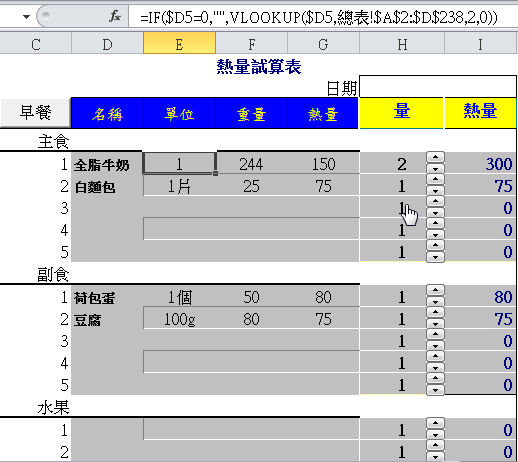 fx =IF($D5=0,"",VLOOKUP($D5,總表!$A$2:$D$238,2,0))
C D E F G H I
熱量試算表
日期
早餐 名稱 單位 重量 熱量 量 熱量
主食
1 全脂牛奶 1 244 150 2 300
2 白麵包 1片 25 75 1 75
3 1 0
4 1 0
5 1 0
副食
1 荷包蛋 1個 50 80 1 80
2 豆腐 100g 80 75 1 75
3 1 0
4 1 0
5 1 0
水果
1 1 0
2 1 0